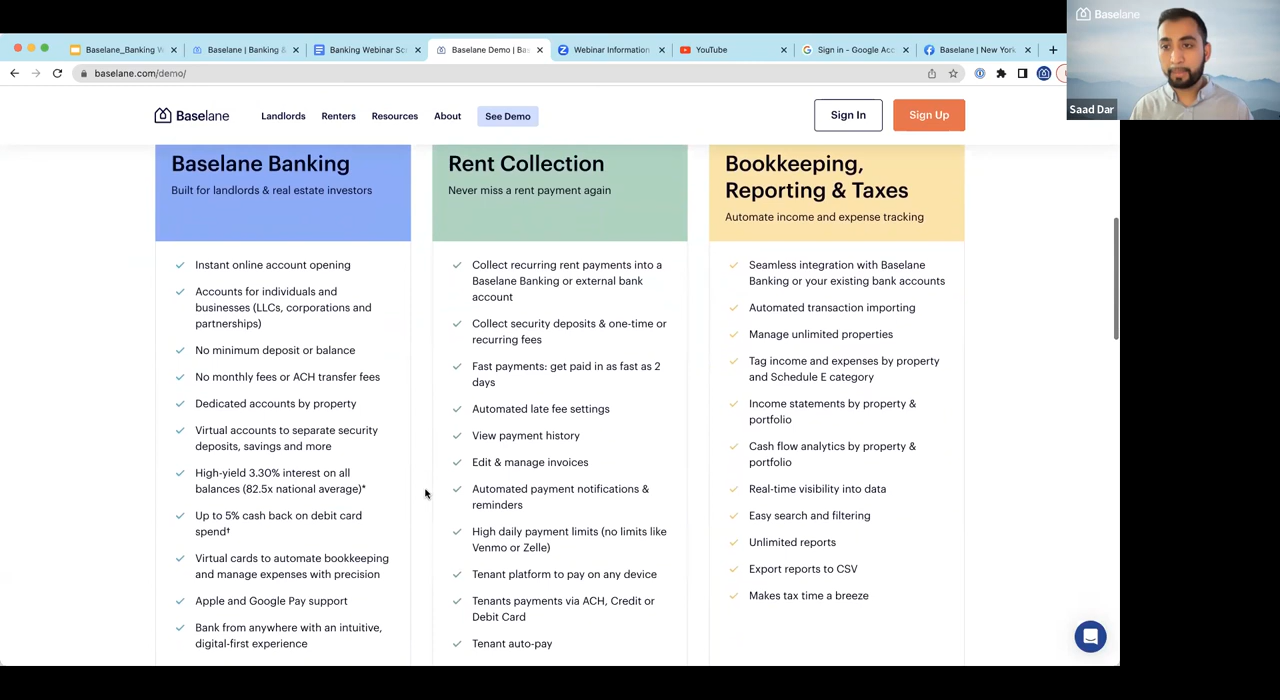 Baselane_Banking W
Baselane | Banking &
Banking Webinar Sc
Baselane Demo | Bas
Webinar Information
YouTube
Sign in - Google Acc
Baselane | New York
baselane.com/demo/
Baselane
Saad Dar
Baselane
Landlords
Renters
Resources
About
See Demo
Sign In
Sign Up
Baselane Banking
Built for landlords & real estate investors
Instant online account opening
Accounts for individuals and
businesses (LLCs, corporations and
partnerships)
No minimum deposit or balance
No monthly fees or ACH transfer fees
Dedicated accounts by property
Virtual accounts to separate security
deposits, savings and more
High-yield 3.30% interest on all
balances (82.5x national average)*
Up to 5% cash back on debit card
spend†
Virtual cards to automate bookkeeping
and manage expenses with precision
Apple and Google Pay support
Bank from anywhere with an intuitive,
digital-first experience
Rent Collection
Never miss a rent payment again
Collect recurring rent payments into a
Baselane Banking or external bank
account
Collect security deposits & one-time or
recurring fees
Fast payments: get paid in as fast as 2
days
Automated late fee settings
View payment history
Edit & manage invoices
Automated payment notifications &
reminders
High daily payment limits (no limits like
Venmo or Zelle)
Tenant platform to pay on any device
Tenants payments via ACH, Credit or
Debit Card
Tenant auto-pay
Bookkeeping,
Reporting & Taxes
Automate income and expense tracking
Seamless integration with Baselane
Banking or your existing bank accounts
Automated transaction importing
Manage unlimited properties
Tag income and expenses by property
and Schedule E category
Income statements by property &
portfolio
Cash flow analytics by property &
portfolio
Real-time visibility into data
Easy search and filtering
Unlimited reports
Export reports to CSV
Makes tax time a breeze